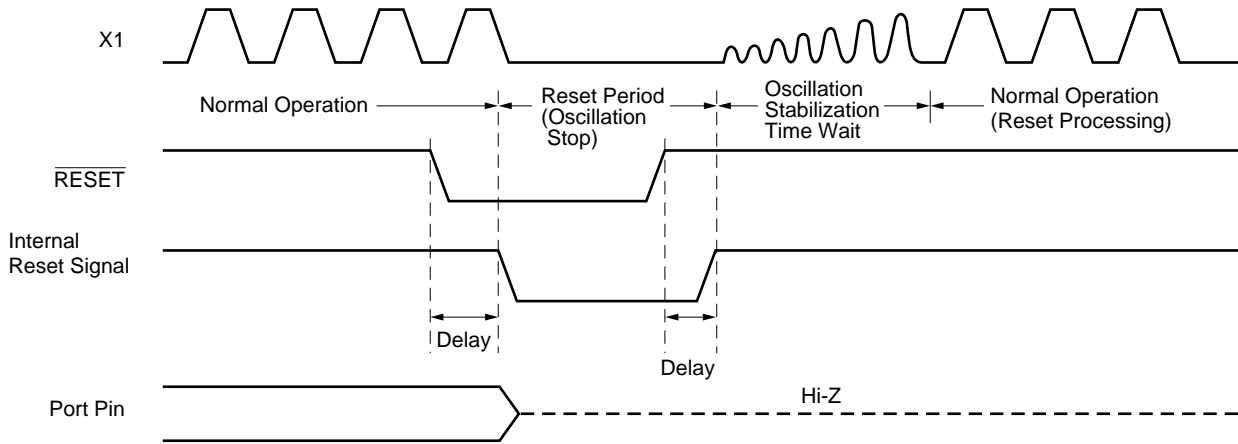 X1
Normal Operation
Reset Period
(Oscillation
Stop)
Oscillation
Stabilization
Time Wait
Normal Operation
(Reset Processing)
RESET
Internal
Reset Signal
Delay
Delay
Port Pin
Hi-Z